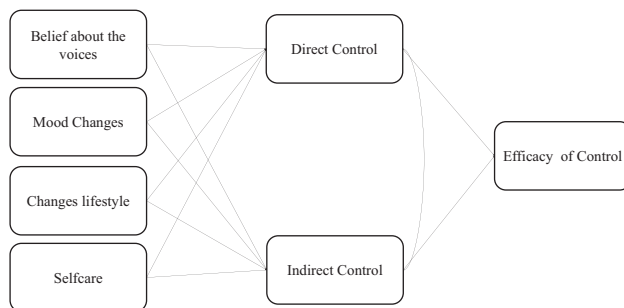 Belief about the
voices
Direct Control
Mood Changes
Efficacy of Control
Changes lifestyle
Selfcare
Indirect Control